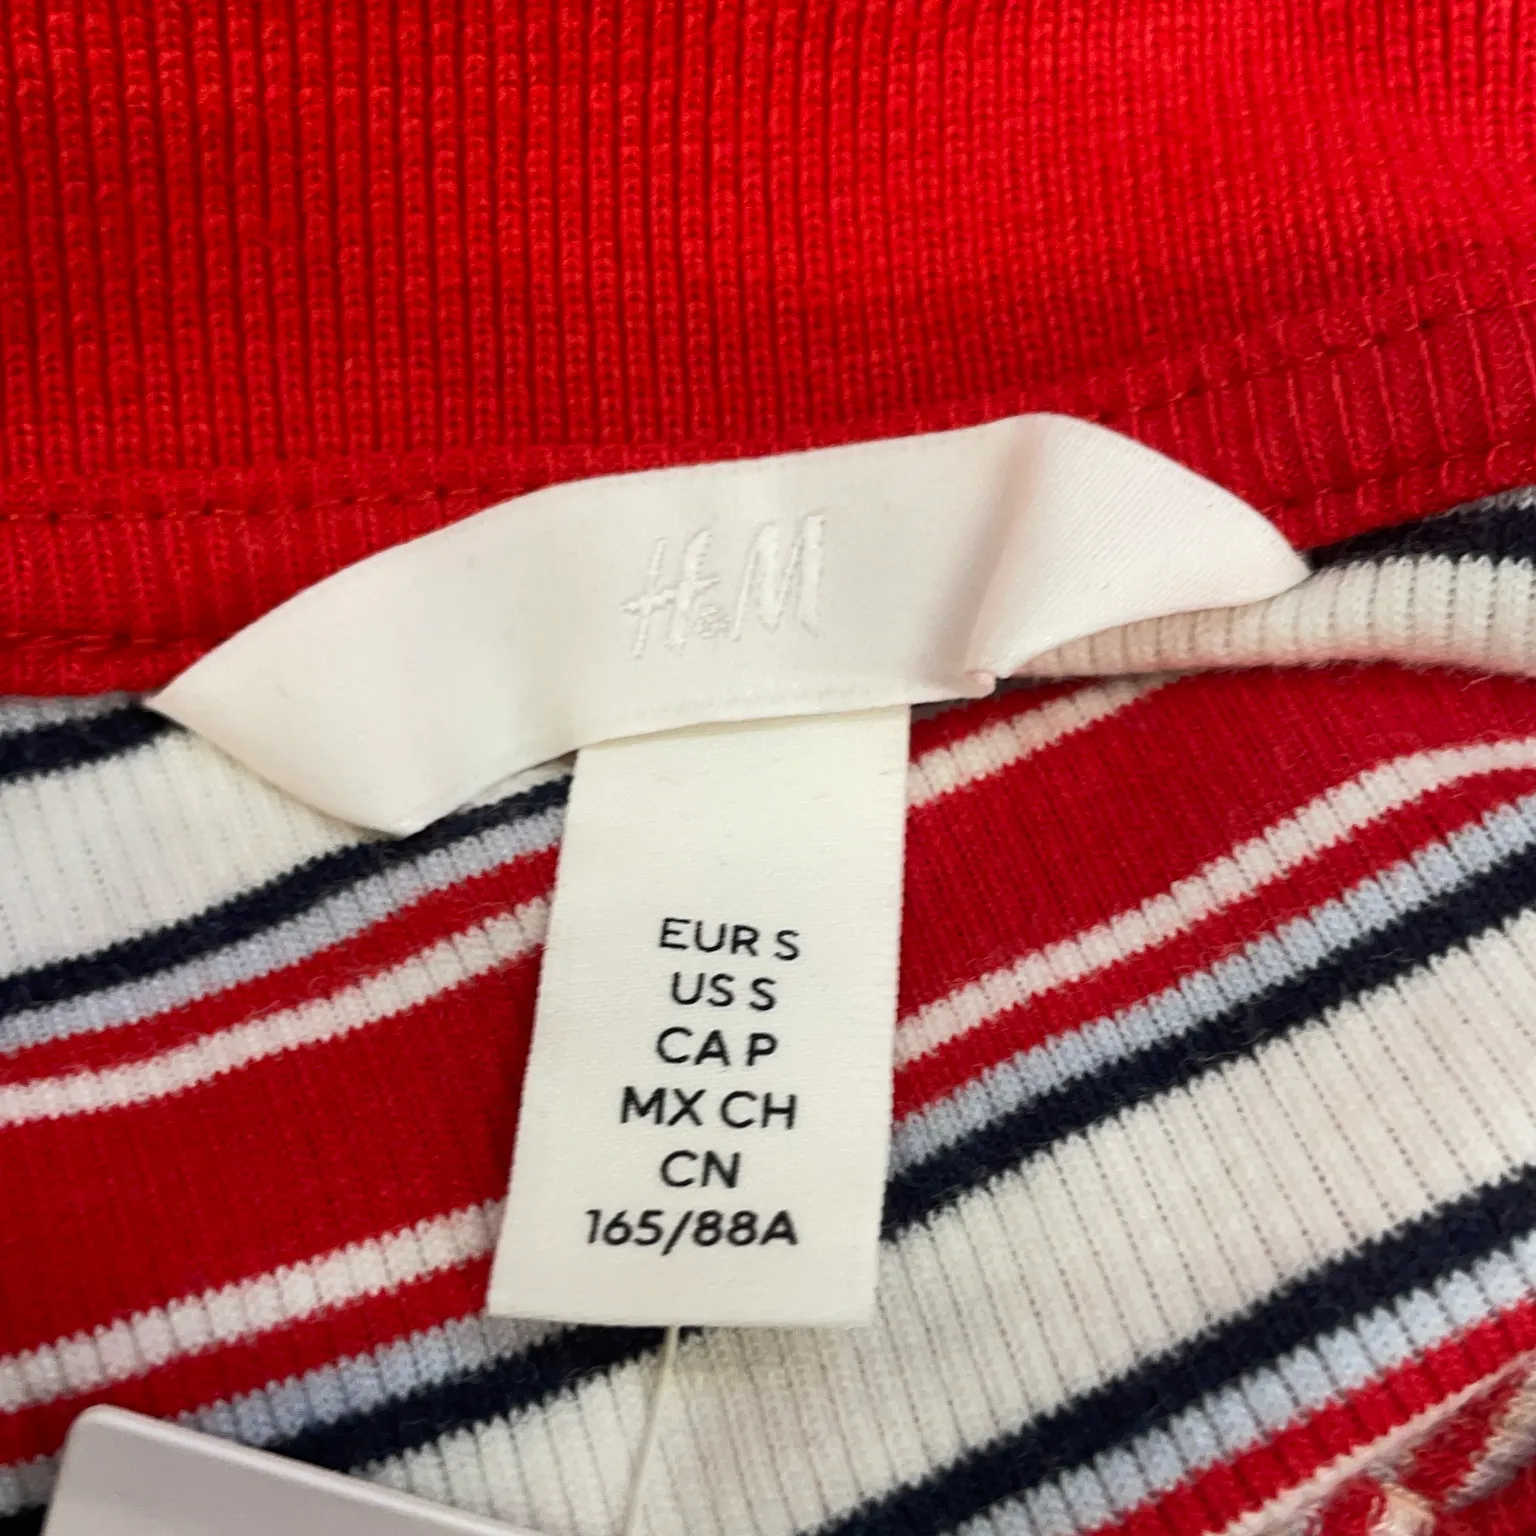 H&M
EUR S
US S
CA P
MX CH
CN
165/88A